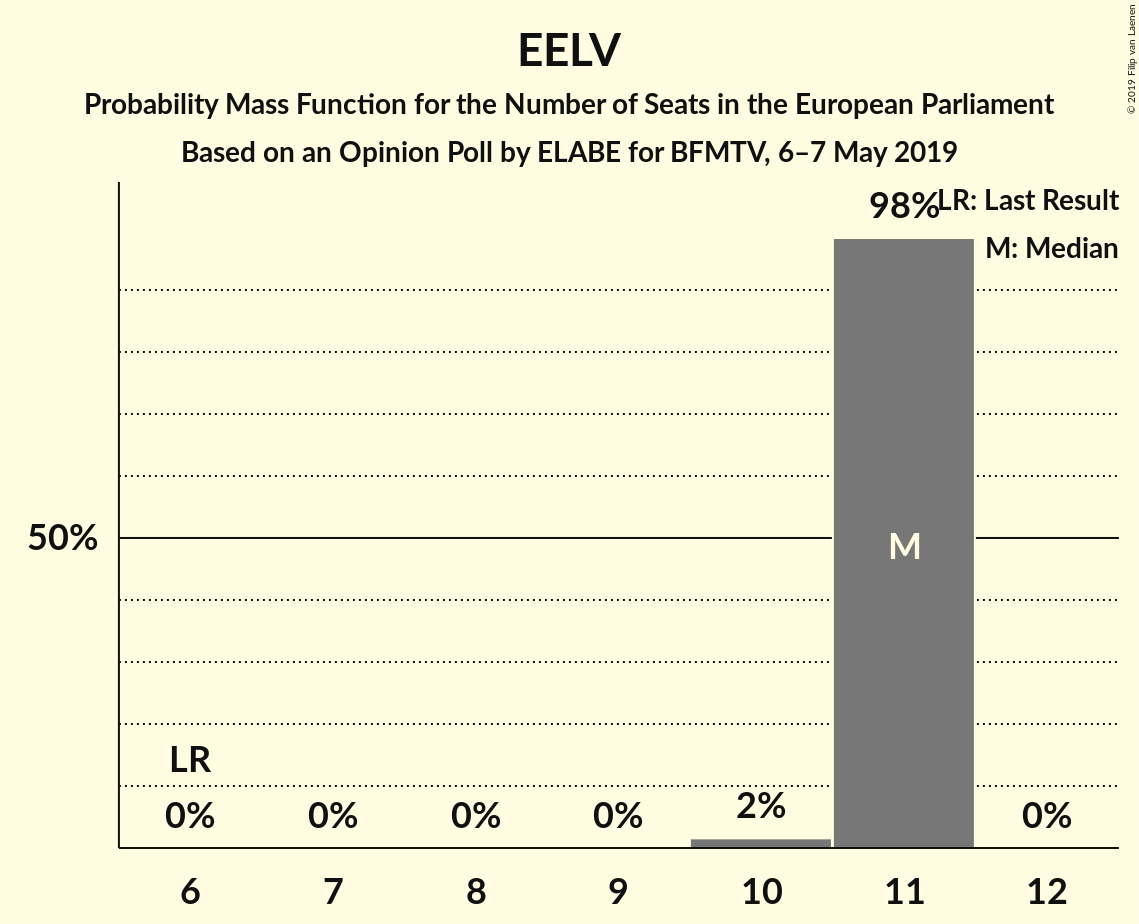 EELV
Probability Mass Function for the Number of Seats in the European Parliament
Based on an Opinion Poll by ELABE for BFMTV, 6–7 May 2019
© 2019 Filip van Laenen
98%
LR: Last Result
M: Median
50%
M
LR
0%
0%
0%
0%
2%
0%
6
7
8
9
10
11
12